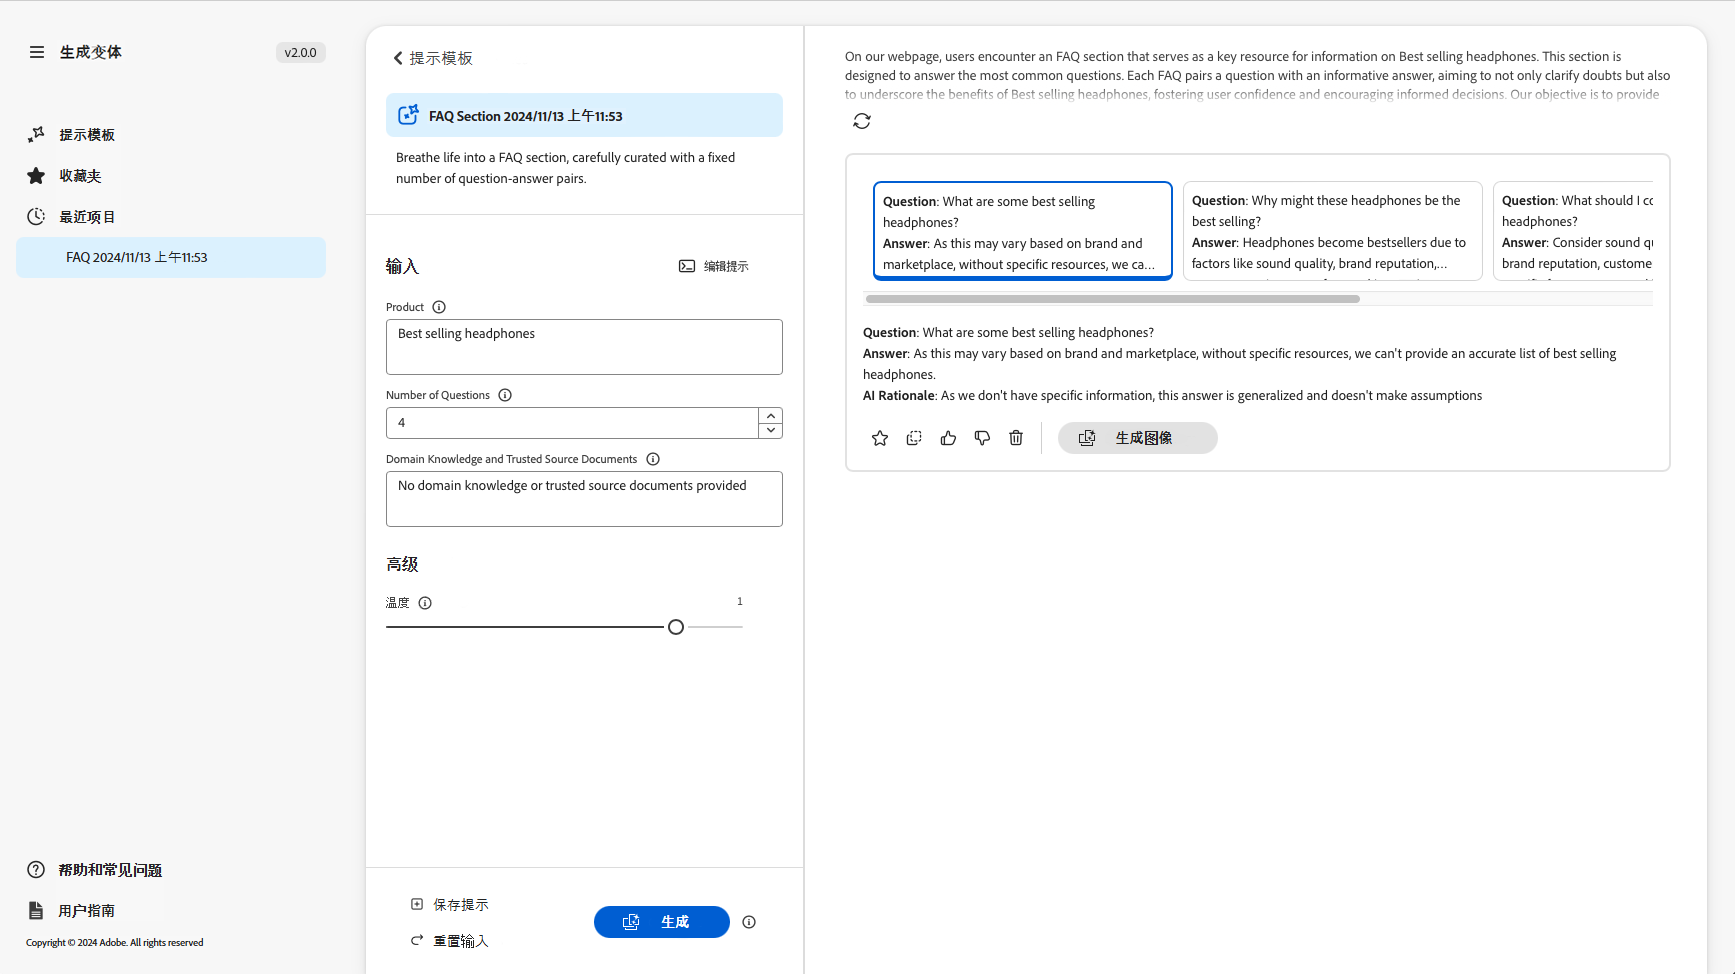 生成变体
v2.0.0
提示模板
收藏夹
最近项目
FAQ 2024/11/13 上午11:53
帮助和常见问题
用户指南
Copyright © 2024 Adobe. All rights reserved
提示模板
FAQ Section 2024/11/13 上午11:53
Breathe life into a FAQ section, carefully curated with a fixed
number of question-answer pairs.
输入
编辑提示
Product
Best selling headphones
Number of Questions
4
Domain Knowledge and Trusted Source Documents
No domain knowledge or trusted source documents provided
高级
温度
1
保存提示
重置输入
生成
On our webpage, users encounter an FAQ section that serves as a key resource for information on Best selling headphones. This section is
designed to answer the most common questions. Each FAQ pairs a question with an informative answer, aiming to not only clarify doubts but also
to underscore the benefits of Best selling headphones, fostering user confidence and encouraging informed decisions. Our objective is to provide
Question: What are some best selling
headphones?
Answer: As this may vary based on brand and
marketplace, without specific resources, we ca...
Question: Why might these headphones be the
best selling?
Answer: Headphones become bestsellers due to
factors like sound quality, brand reputation,...
Question: What should I co
headphones?
Answer: Consider sound qu
brand reputation, custome
Question: What are some best selling headphones?
Answer: As this may vary based on brand and marketplace, without specific resources, we can't provide an accurate list of best selling
headphones.
AI Rationale: As we don't have specific information, this answer is generalized and doesn't make assumptions
生成图像